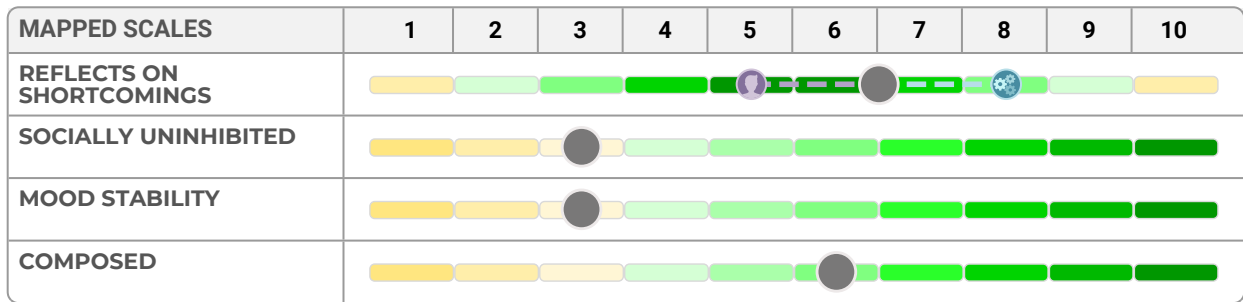 MAPPED SCALES 1 2 3 4 5 6 7 8 9 10
REFLECTS ON
SHORTCOMINGS
SOCIALLY UNINHIBITED
MOOD STABILITY
COMPOSED